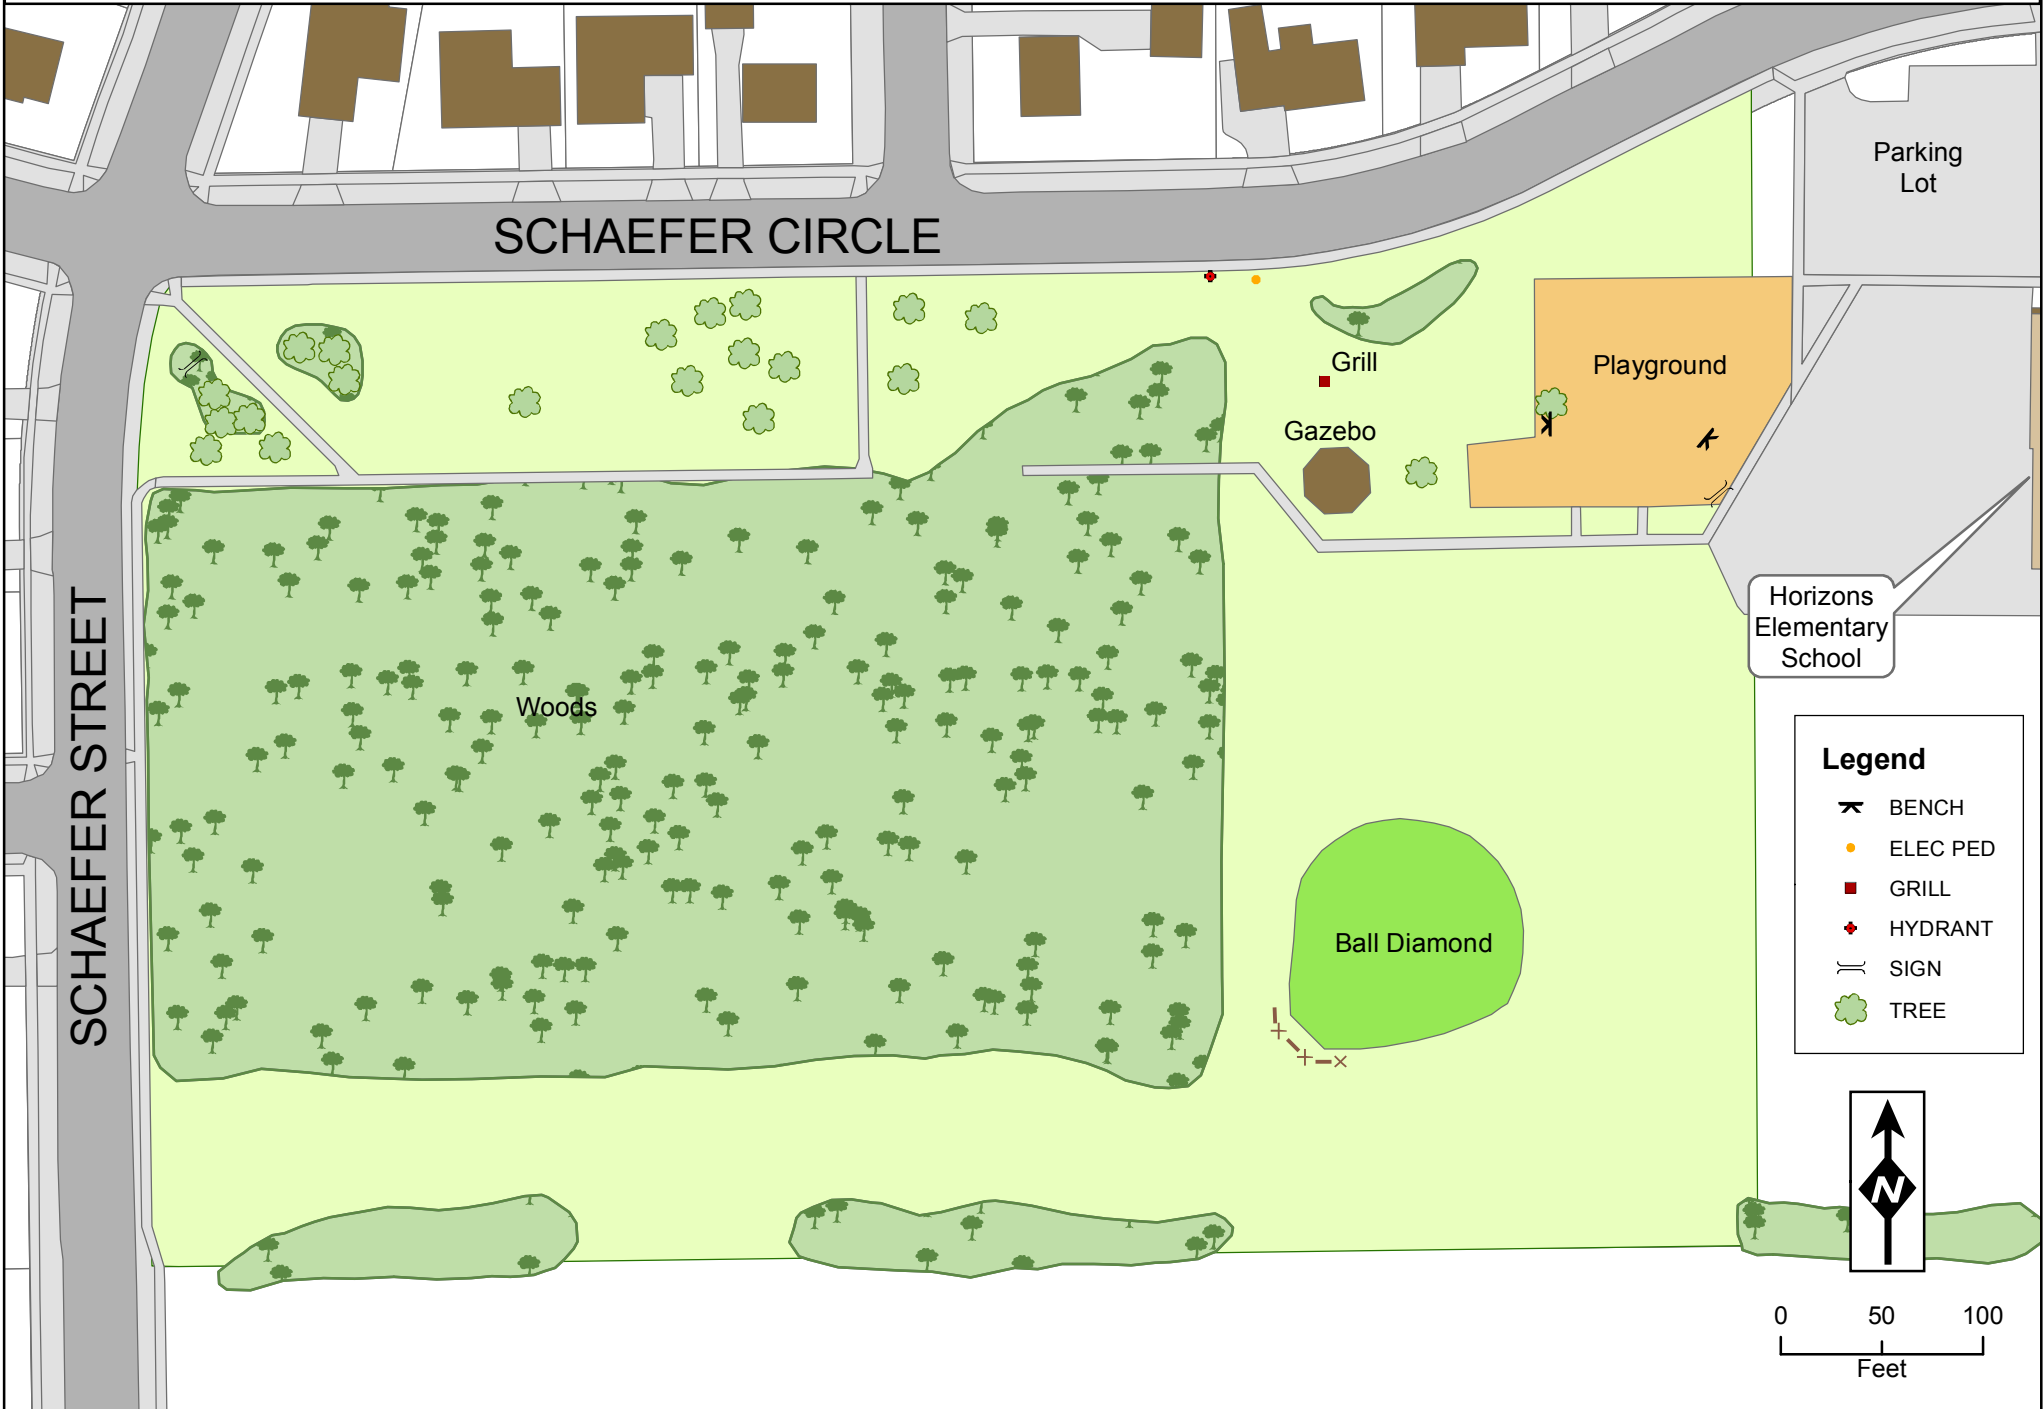 SCHAEFER CIRCLE
Parking
Lot
Grill
Playground
Gazebo
Horizons
Elementary
School
Woods
SCHAEFER STREET
Ball Diamond
Legend
BENCH
ELEC PED
GRILL
HYDRANT
SIGN
TREE
N
0 50 100
Feet